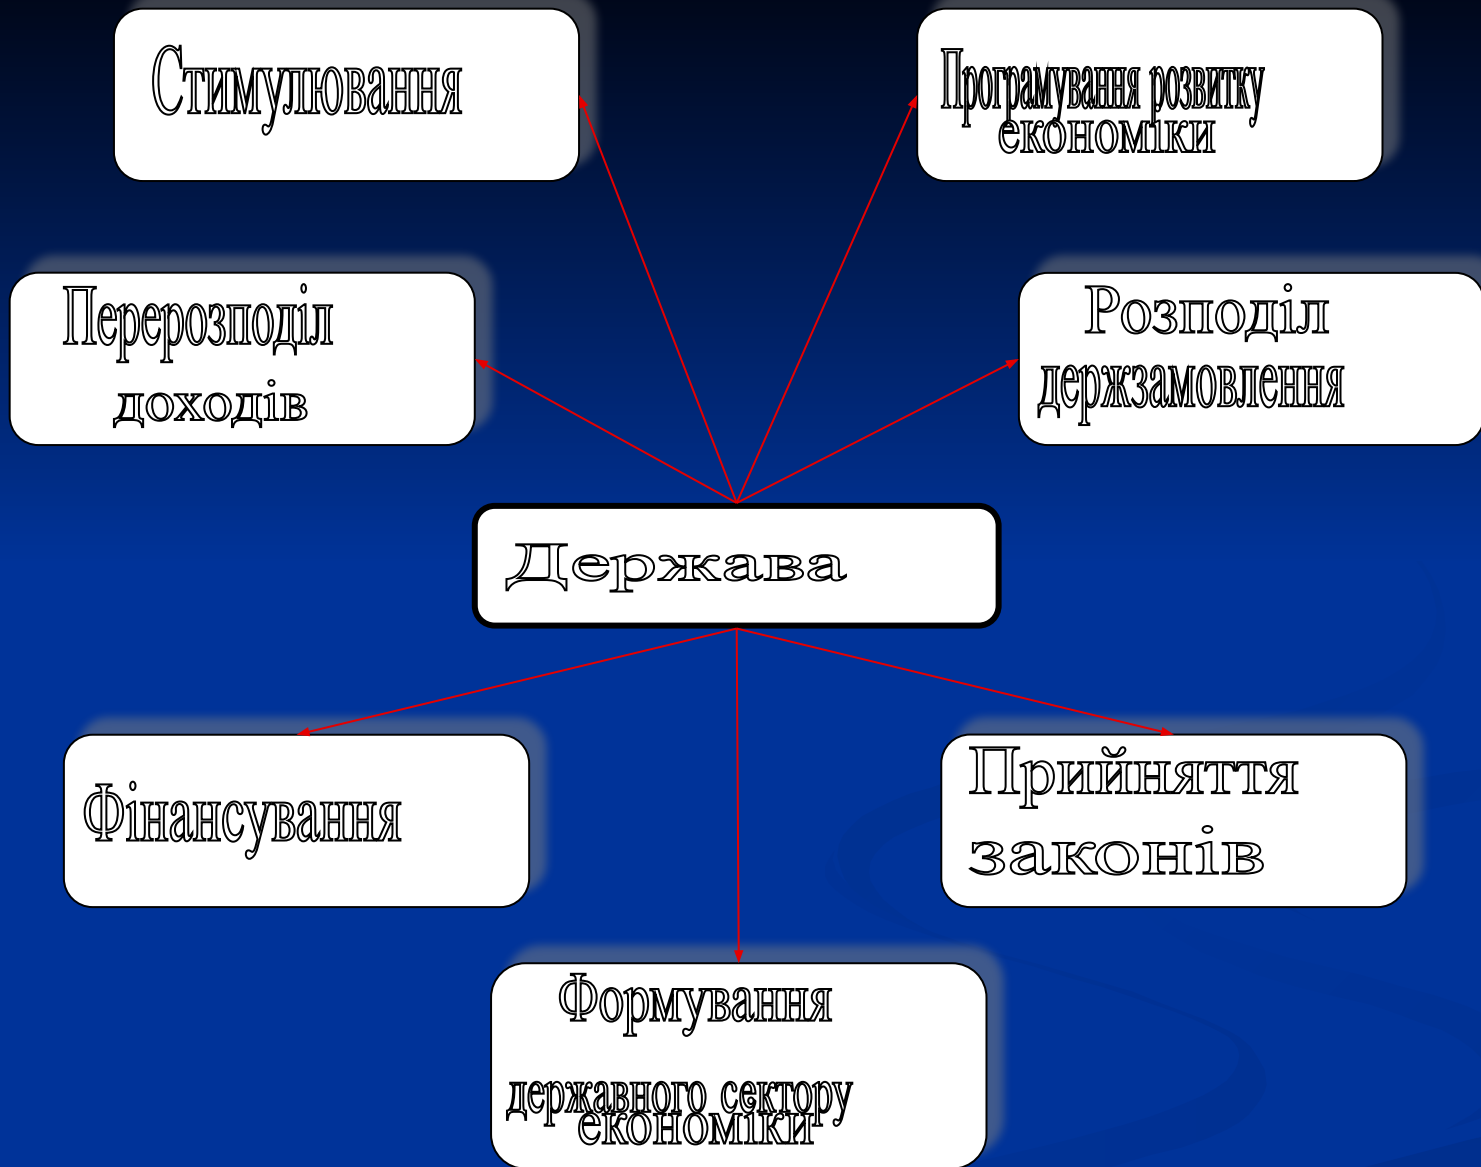 Стимулювання
Програмування розвитку
економіки
Перерозподіл
доходів
Розподіл
держзамовлення
Держава
Фінансування
Прийняття
законів
Формування
державного сектору
економіки